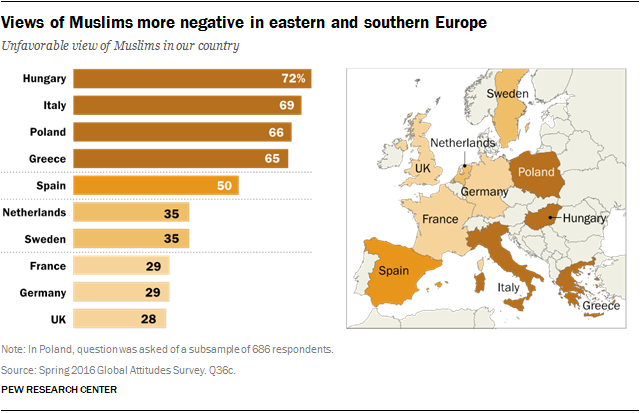 Views of Muslims more negative in eastern and southern Europe
Unfavorable view of Muslims in our country
Hungary 72%
Italy 69
Poland 66
Greece 65
Spain 50
Netherlands 35
Sweden 35
France 29
Germany 29
UK 28
Sweden
Netherlands
UK
Poland
Germany
France
Hungary
Spain
Italy
Greece
Note: In Poland, question was asked of a subsample of 686 respondents.
Source: Spring 2016 Global Attitudes Survey. Q36c.
PEW RESEARCH CENTER